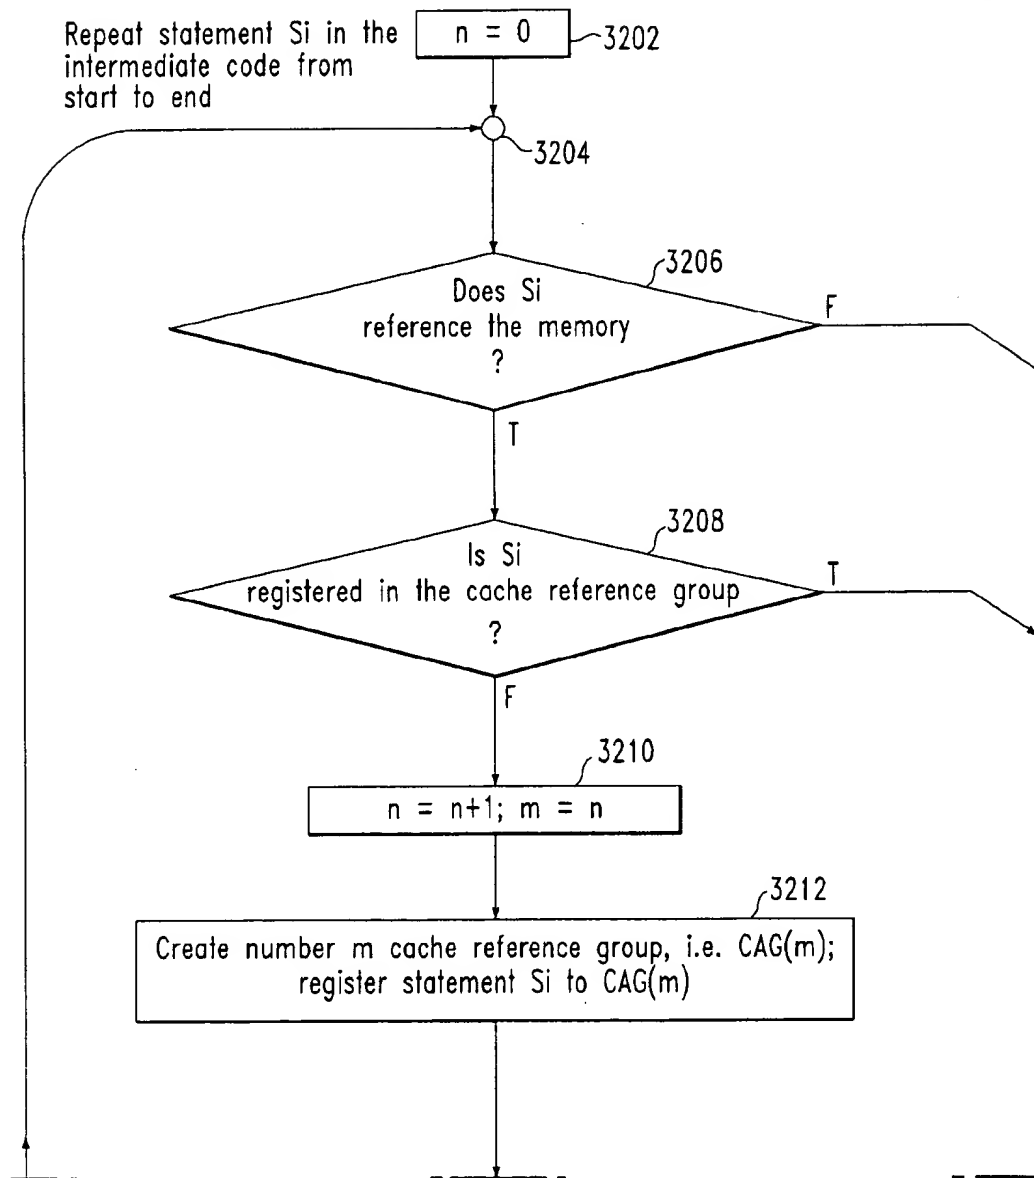 Repeat statement Si in the
intermediate code from
start to end
n = 0
3202
3204
3206
Does Si
reference the memory
?
F
T
3208
Is Si
registered in the cache reference group
?
T
F
3210
n = n+1; m = n
3212
Create number m cache reference group, i.e. CAG(m);
register statement Si to CAG(m)